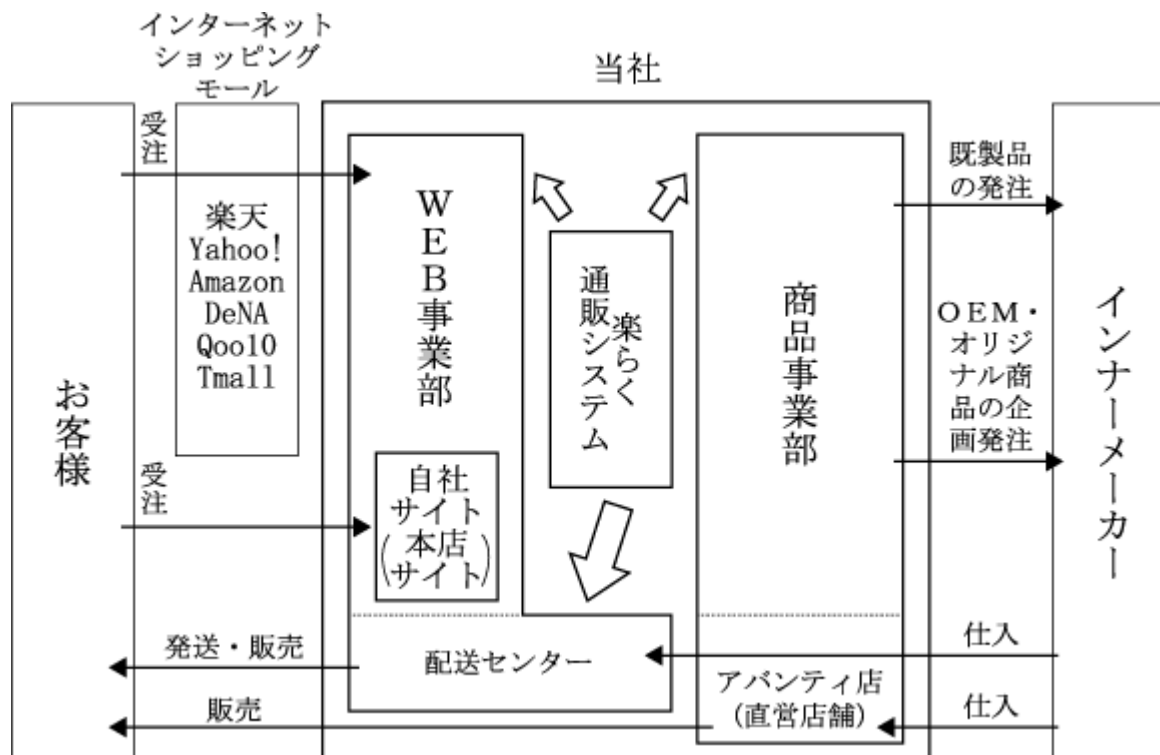 インターネット
ショッピング
モール
当社
お客様
受注
楽天
Yahoo!
Amazon
DeNA
Qoo10
Tmall
受注
WEB事業部
自社
サイト
(本店
サイト)
楽らく
通販システム
商品事業部
既製品
の発注
OEM・
オリジ
ナル商
品の企
画発注
インナーメーカー
発送・販売
配送センター
仕入
販売
アバンティ店
(直営店舗)
仕入